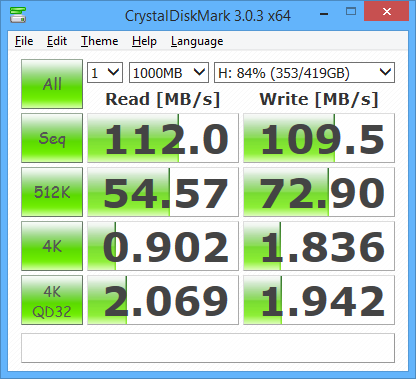 CrystalDiskMark 3.0.3 x64
File Edit Theme Help Language
All 1 1000MB H: 84% (353/419GB)
Read [MB/s] Write [MB/s]
Seq 112.0 109.5
512K 54.57 72.90
4K 0.902 1.836
4K QD32 2.069 1.942